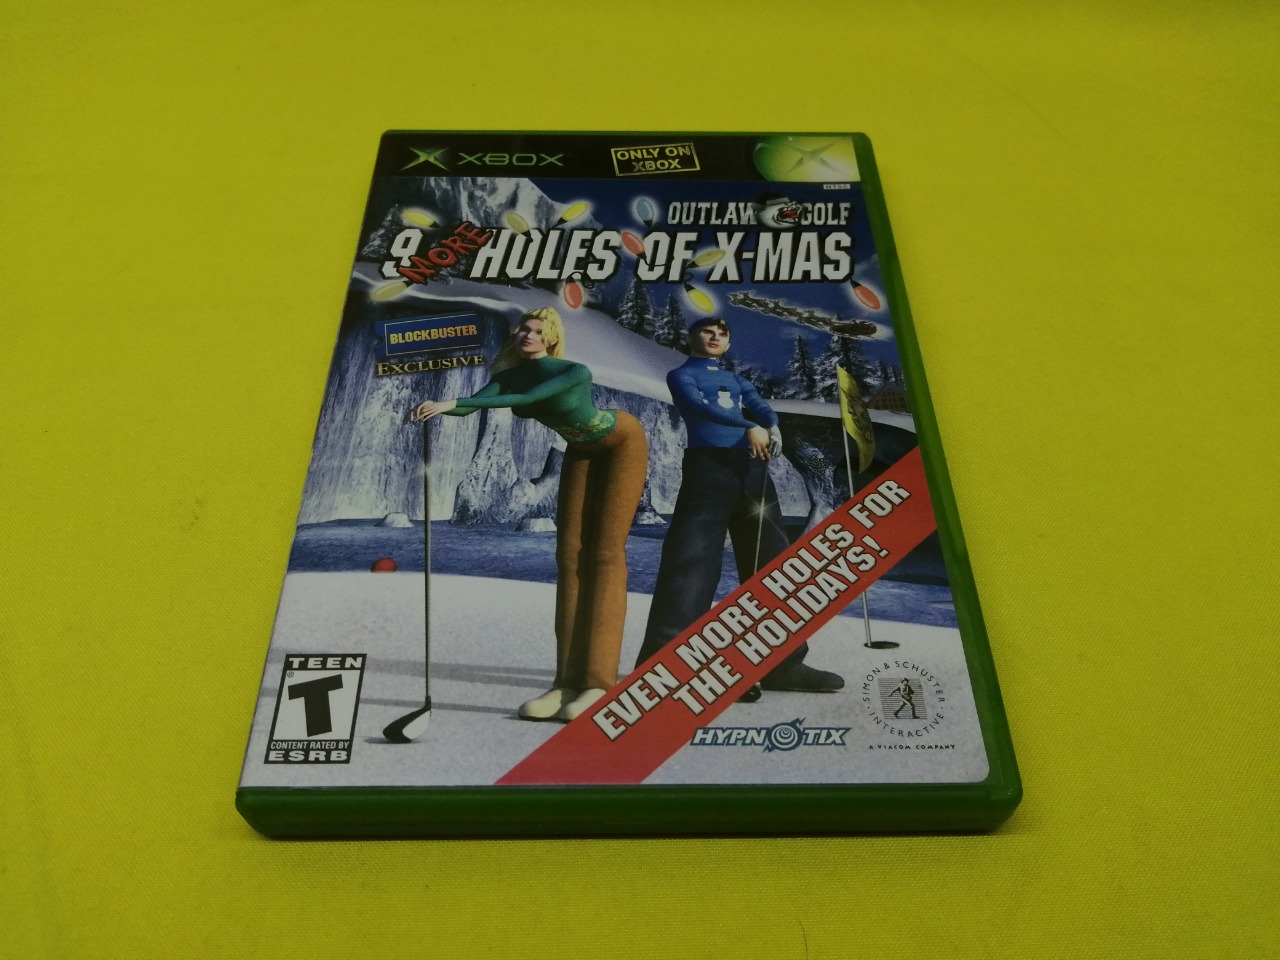 XBOX
ONLY ON
XBOX
NTSC
OUTLAW GOLF
9 MORE HOLES OF X-MAS
BLOCKBUSTER
EXCLUSIVE
EVEN MORE HOLES FOR
THE HOLIDAYS!
TEEN
T
®
CONTENT RATED BY
ESRB
HYPNOTIX
SIMON & SCHUSTER
INTERACTIVE
A VIACOM COMPANY